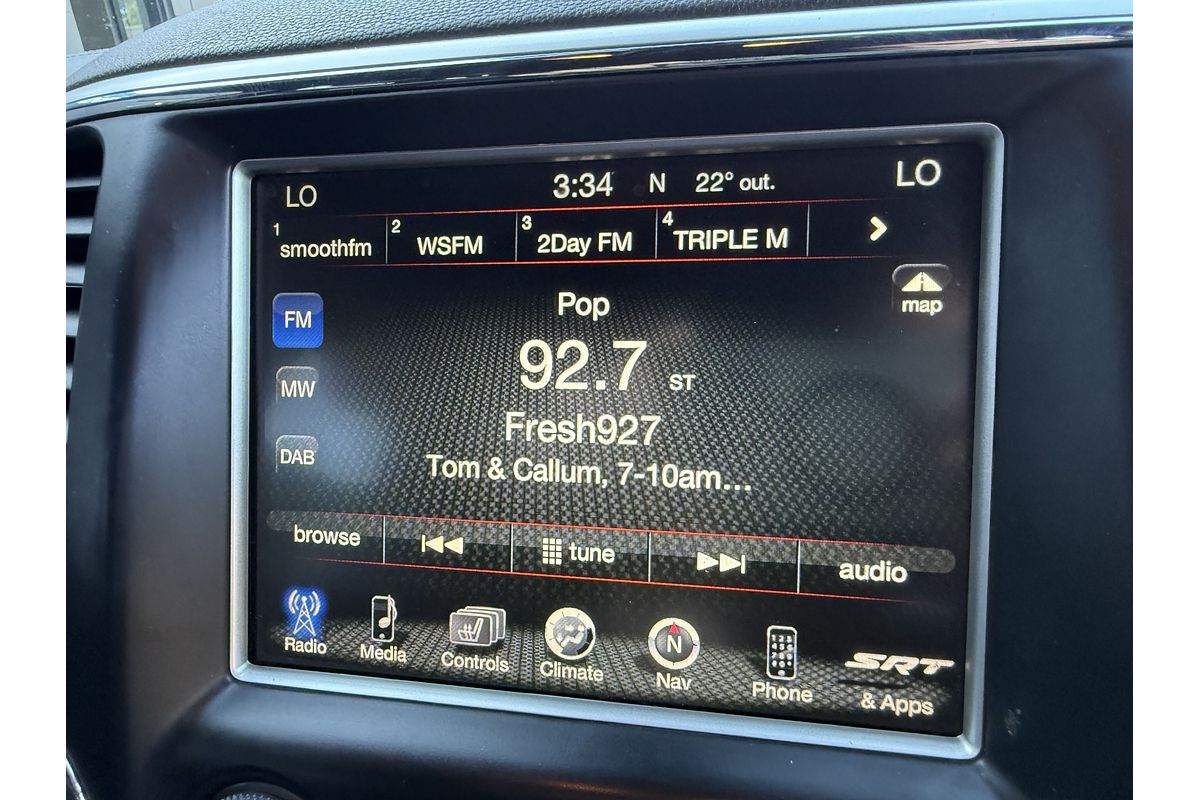 LO 3:34 N 22° out. LO
1 smoothfm 2 WSFM 3 2Day FM 4 TRIPLE M
map
Pop
FM
92.7 ST
MW
Fresh927
DAB
Tom & Callum, 7-10am...
browse tune audio
Radio Media Controls Climate N Nav Phone SRT
& Apps